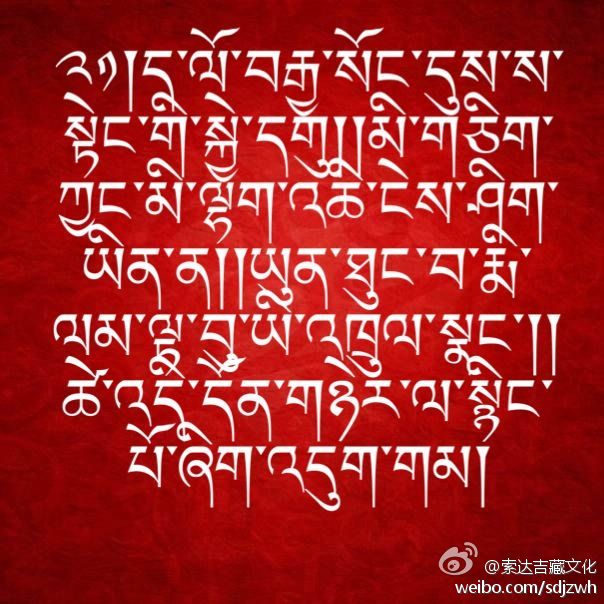 ༢༡།ད་ལོ་བརྒྱ་སོང་དུས་ས་
སྟེང་གི་སྐྱེ་དགུ།།མི་གཅིག་
ཀྱང་མི་ལྷག་འཆི་ངེས་ཤིག་
ཡིན་ན།།ཡུན་ཐུང་བ་རྨི་
ལམ་ལྟ་བུ་ཡི་འཁྲུལ་སྣང་།།
ཚེ་འདི་དོན་གཉེར་ལ་སྙིང་
པོ་ཞིག་འདུག་གམ།
@索达吉藏文化
weibo.com/sdjzwh